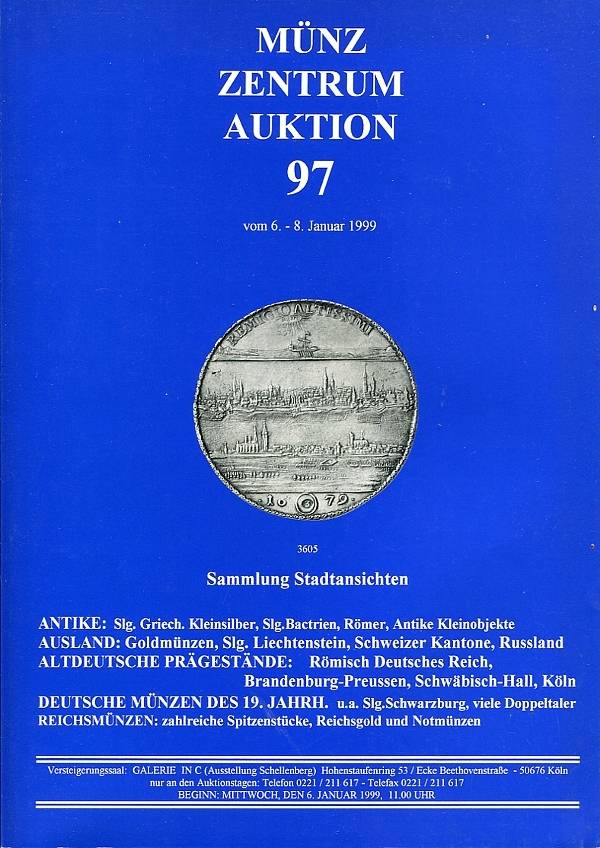 MÜNZ
ZENTRUM
AUKTION
97
vom 6. - 8. Januar 1999
REMIGIO ALTISSIMI
16 79
3605
Sammlung Stadtansichten
ANTIKE: Slg. Griech. Kleinsilber, Slg.Bactrien, Römer, Antike Kleinobjekte
AUSLAND: Goldmünzen, Slg. Liechtenstein, Schweizer Kantone, Russland
ALTDEUTSCHE PRÄGESTÄNDE: Römisch Deutsches Reich,
Brandenburg-Preussen, Schwäbisch-Hall, Köln
DEUTSCHE MÜNZEN DES 19. JAHRH. u.a. Slg.Schwarzburg, viele Doppeltaler
REICHSMÜNZEN: zahlreiche Spitzenstücke, Reichsgold und Notmünzen
Versteigerungssaal: GALERIE IN C (Ausstellung Schellenberg) Hohenstaufenring 53 / Ecke Beethovenstraße - 50676 Köln
nur an den Auktionstagen: Telefon 0221 / 211 617 - Telefax 0221 / 211 617
BEGINN: MITTWOCH, DEN 6. JANUAR 1999, 11.00 UHR